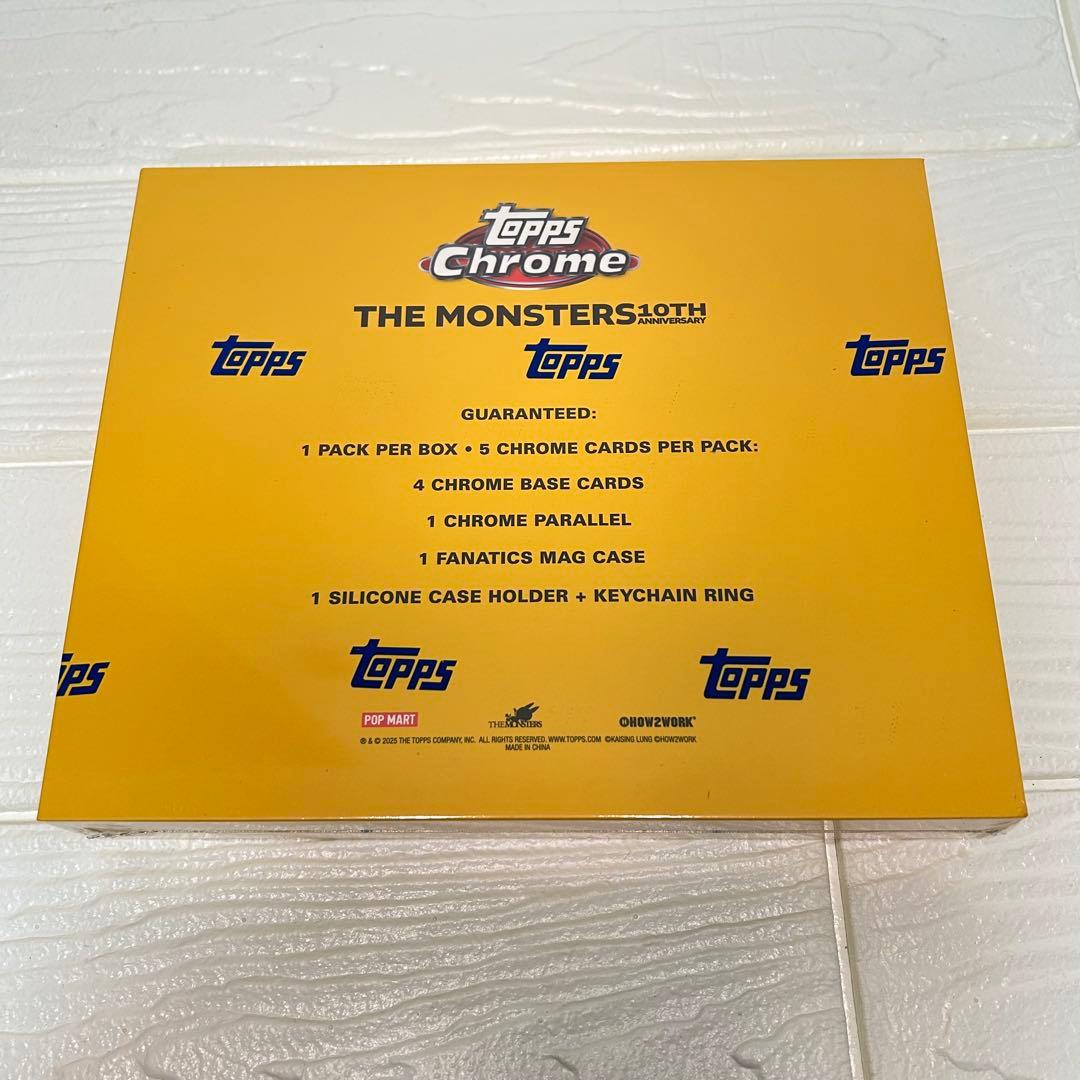 topps
Chrome
THE MONSTERS 10TH
ANNIVERSARY
topps topps topps
GUARANTEED:
1 PACK PER BOX • 5 CHROME CARDS PER PACK:
4 CHROME BASE CARDS
1 CHROME PARALLEL
1 FANATICS MAG CASE
1 SILICONE CASE HOLDER + KEYCHAIN RING
pps topps topps
POP MART THE MONSTERS HOW2WORK®
® & © 2025 THE TOPPS COMPANY, INC. ALL RIGHTS RESERVED. WWW.TOPPS.COM ©KAISING LUNG ©HOW2WORK
MADE IN CHINA